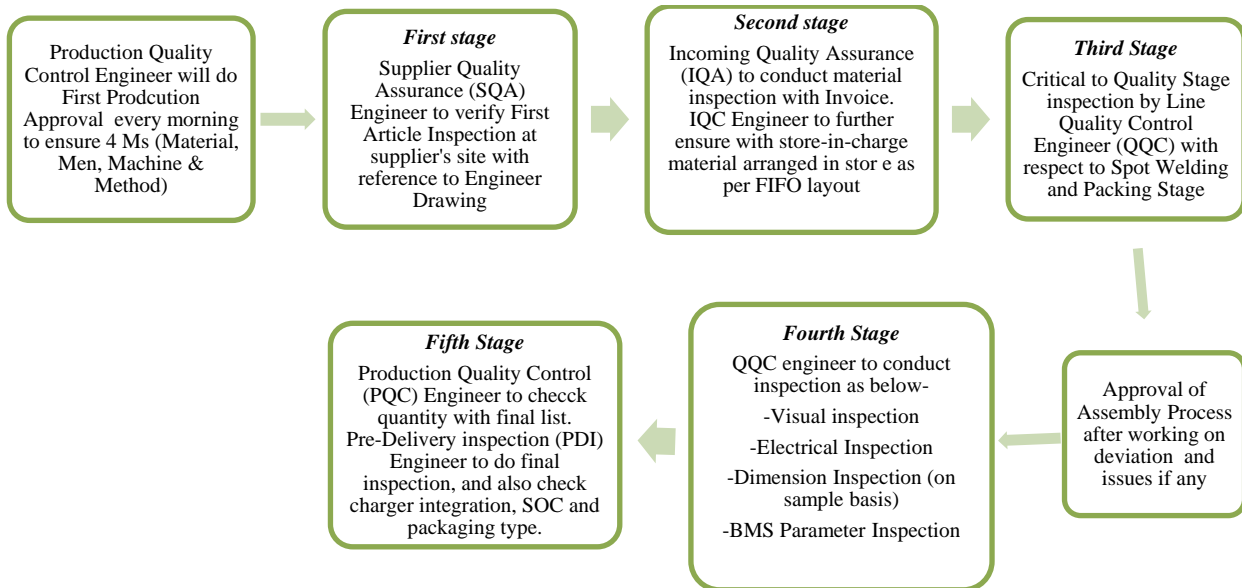 Production Quality
Control Engineer will do
First Prodcution
Approval every morning
to ensure 4 Ms (Material,
Men, Machine &
Method)
First stage
Supplier Quality
Assurance (SQA)
Engineer to verify First
Article Inspection at
supplier's site with
reference to Engineer
Drawing
Second stage
Incoming Quality Assurance
(IQA) to conduct material
inspection with Invoice.
IQC Engineer to further
ensure with store-in-charge
material arranged in stor e as
per FIFO layout
Third Stage
Critical to Quality Stage
inspection by Line
Quality Control
Engineer (QQC) with
respect to Spot Welding
and Packing Stage
Approval of
Assembly Process
after working on
deviation and
issues if any
Fourth Stage
QQC engineer to conduct
inspection as below-
-Visual inspection
-Electrical Inspection
-Dimension Inspection (on
sample basis)
-BMS Parameter Inspection
Fifth Stage
Production Quality Control
(PQC) Engineer to checck
quantity with final list.
Pre-Delivery inspection (PDI)
Engineer to do final
inspection, and also check
charger integration, SOC and
packaging type.